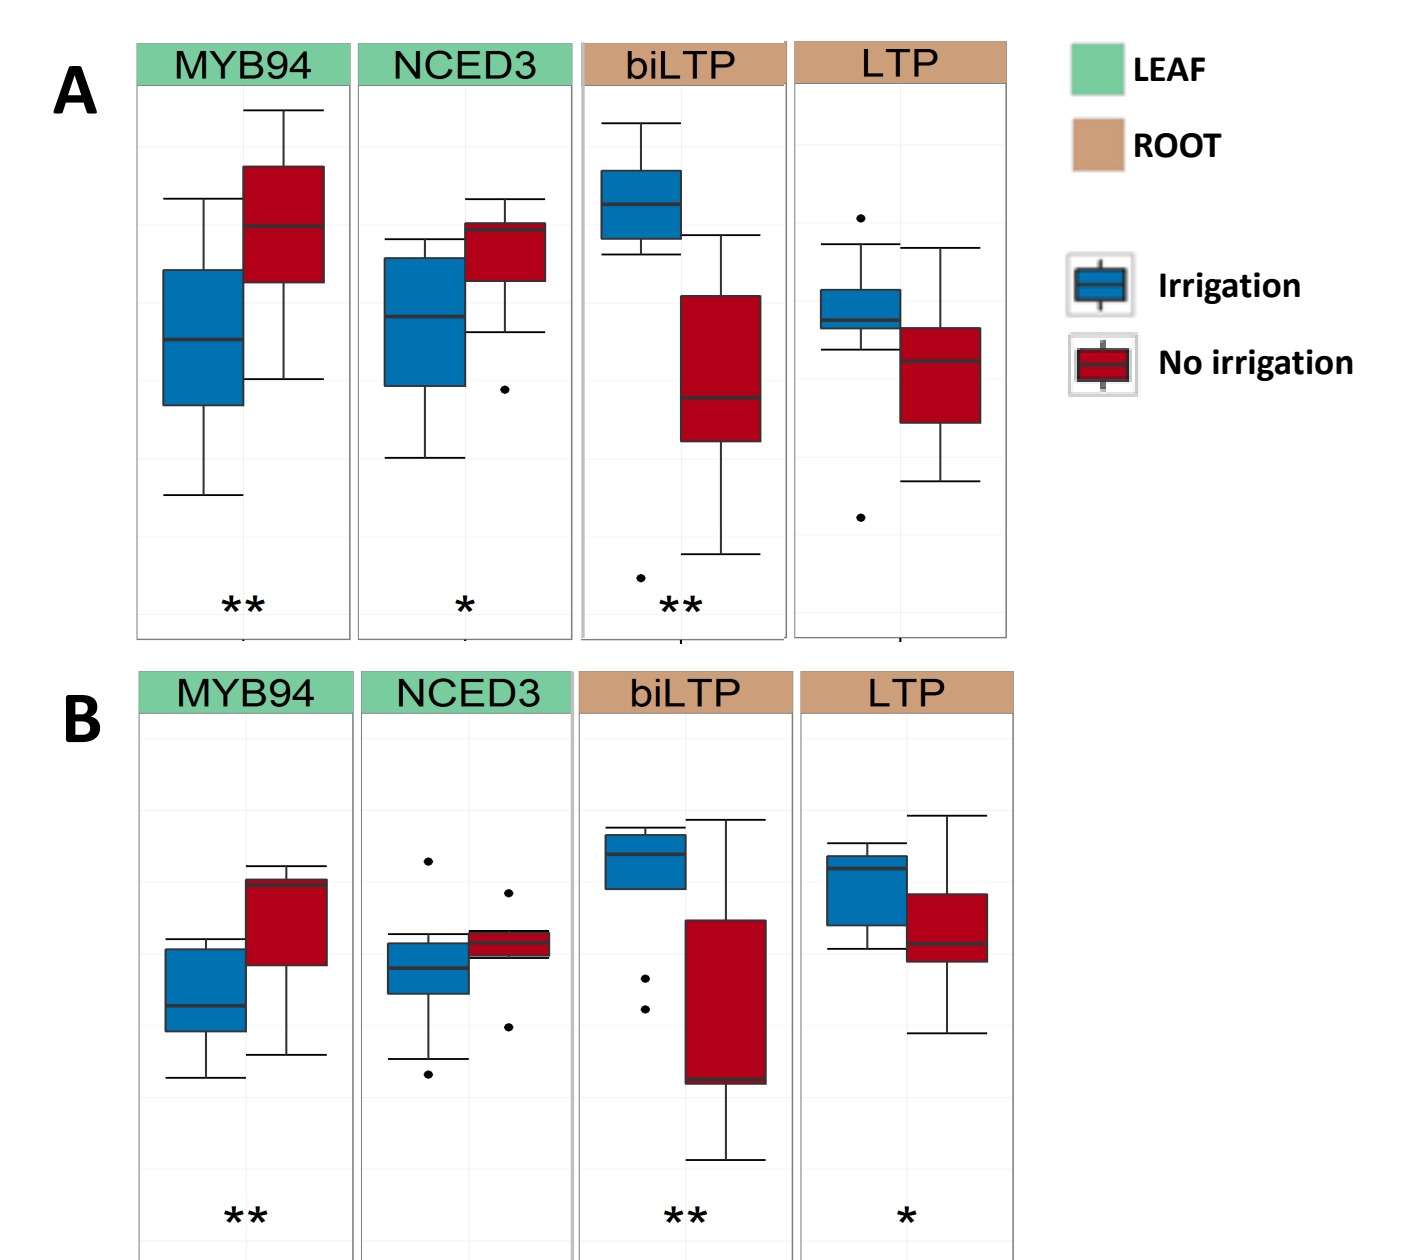 A
MYB94 NCED3 biLTP LTP
LEAF
ROOT
Irrigation
No irrigation
** * **
B
MYB94 NCED3 biLTP LTP
** ** *